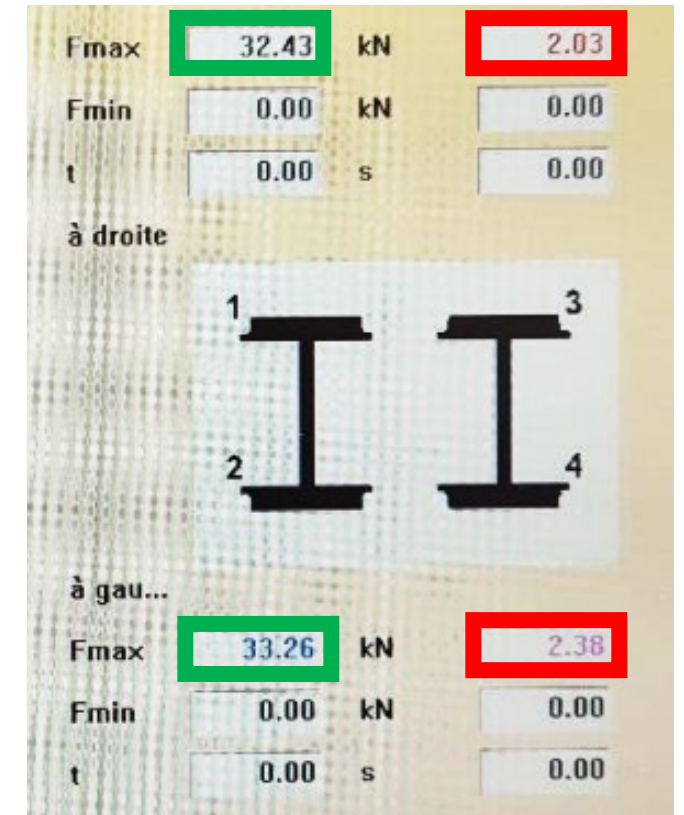 Fmax 32.43 kN 2.03
Fmin 0.00 kN 0.00
t 0.00 s 0.00
à droite
1 3
2 4
à gau...
Fmax 33.26 kN 2.38
Fmin 0.00 kN 0.00
t 0.00 s 0.00